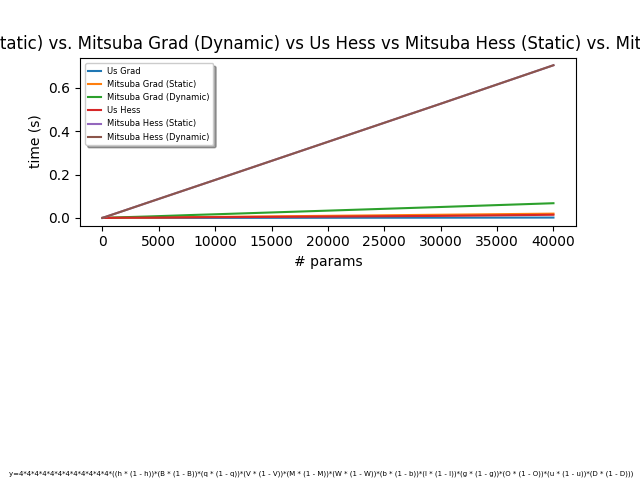 tatic) vs. Mitsuba Grad (Dynamic) vs Us Hess vs Mitsuba Hess (Static) vs. Mit
Us Grad
Mitsuba Grad (Static)
Mitsuba Grad (Dynamic)
Us Hess
Mitsuba Hess (Static)
Mitsuba Hess (Dynamic)
time (s)
0.6
0.4
0.2
0.0
0 5000 10000 15000 20000 25000 30000 35000 40000
# params
y=4*4*4*4*4*4*4*4*4*4*4*4*((h * (1 - h))*(B * (1 - B))*(q * (1 - q))*(V * (1 - V))*(M * (1 - M))*(W * (1 - W))*(b * (1 - b))*(l * (1 - l))*(g * (1 - g))*(O * (1 - O))*(u * (1 - u))*(D * (1 - D)))